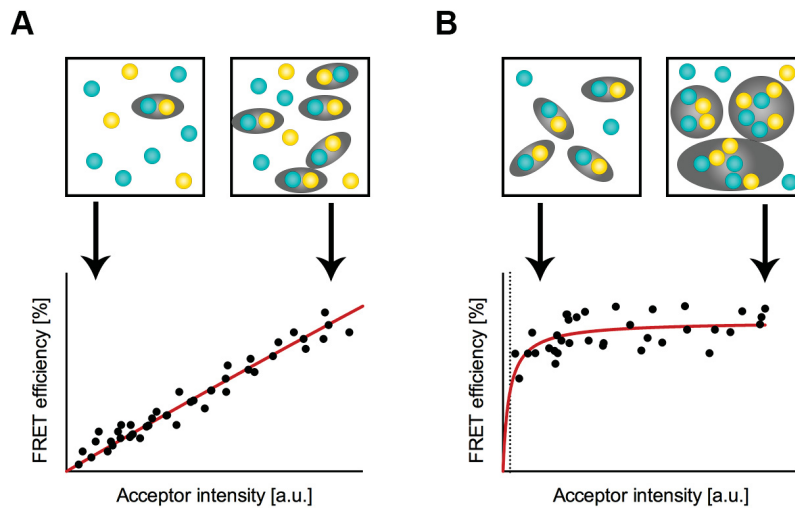 A
B
FRET efficiency [%]
Acceptor intensity [a.u.]
FRET efficiency [%]
Acceptor intensity [a.u.]